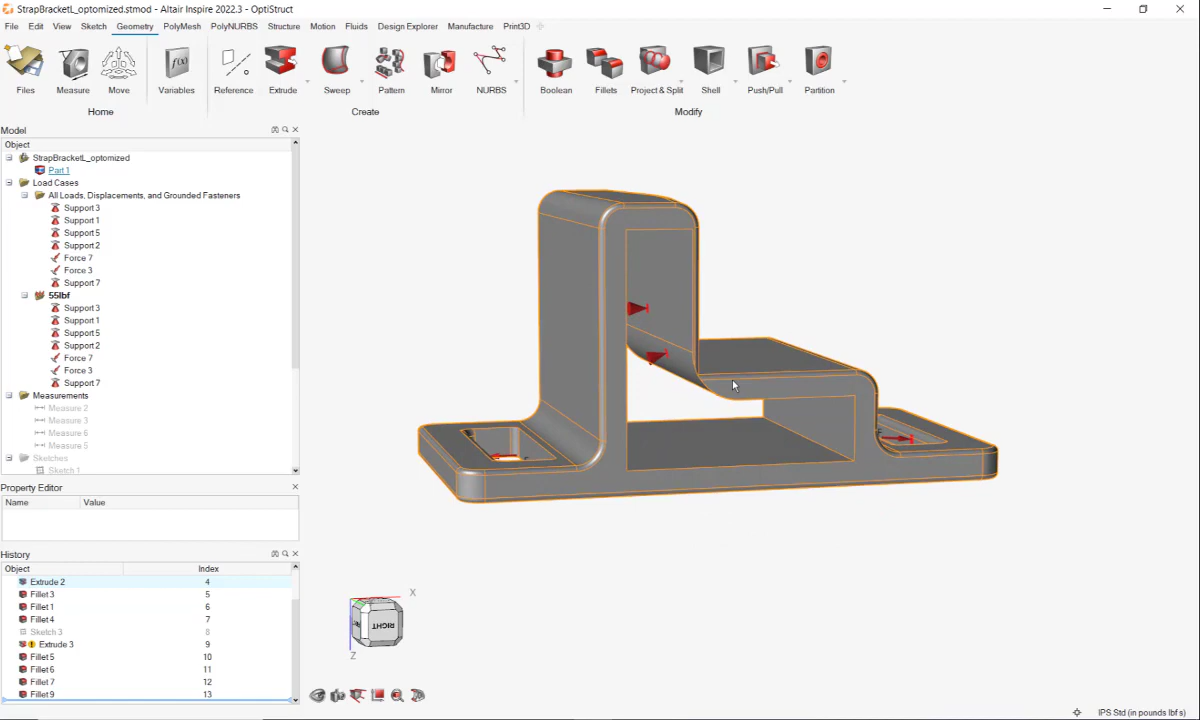 StrapBracketL_optomized.stmod - Altair Inspire 2022.3 - OptiStruct
File Edit View Sketch Geometry PolyMesh PolyNURBS Structure Motion Fluids Design Explorer Manufacture Print3D
f(x)
Files Measure Move Variables Reference Extrude Sweep Pattern Mirror NURBS Boolean Fillets Project & Split Shell Push/Pull Partition
Home Create Modify
Model
Object
StrapBracketL_optomized
Part 1
Load Cases
All Loads, Displacements, and Grounded Fasteners
Support 3
Support 1
Support 5
Support 2
Force 7
Force 3
Support 7
55lbf
Support 3
Support 1
Support 5
Support 2
Force 7
Force 3
Support 7
Measurements
Measure 2
Measure 3
Measure 6
Measure 5
Sketches
Sketch 1
Property Editor
Name Value
History
Object Index
Extrude 2 4
Fillet 3 5
Fillet 1 6
Fillet 4 7
Sketch 3 8
Extrude 3 9
Fillet 5 10
Fillet 6 11
Fillet 7 12
Fillet 9 13
X
RIGHT
Z
IPS Std (in pounds lbf s)